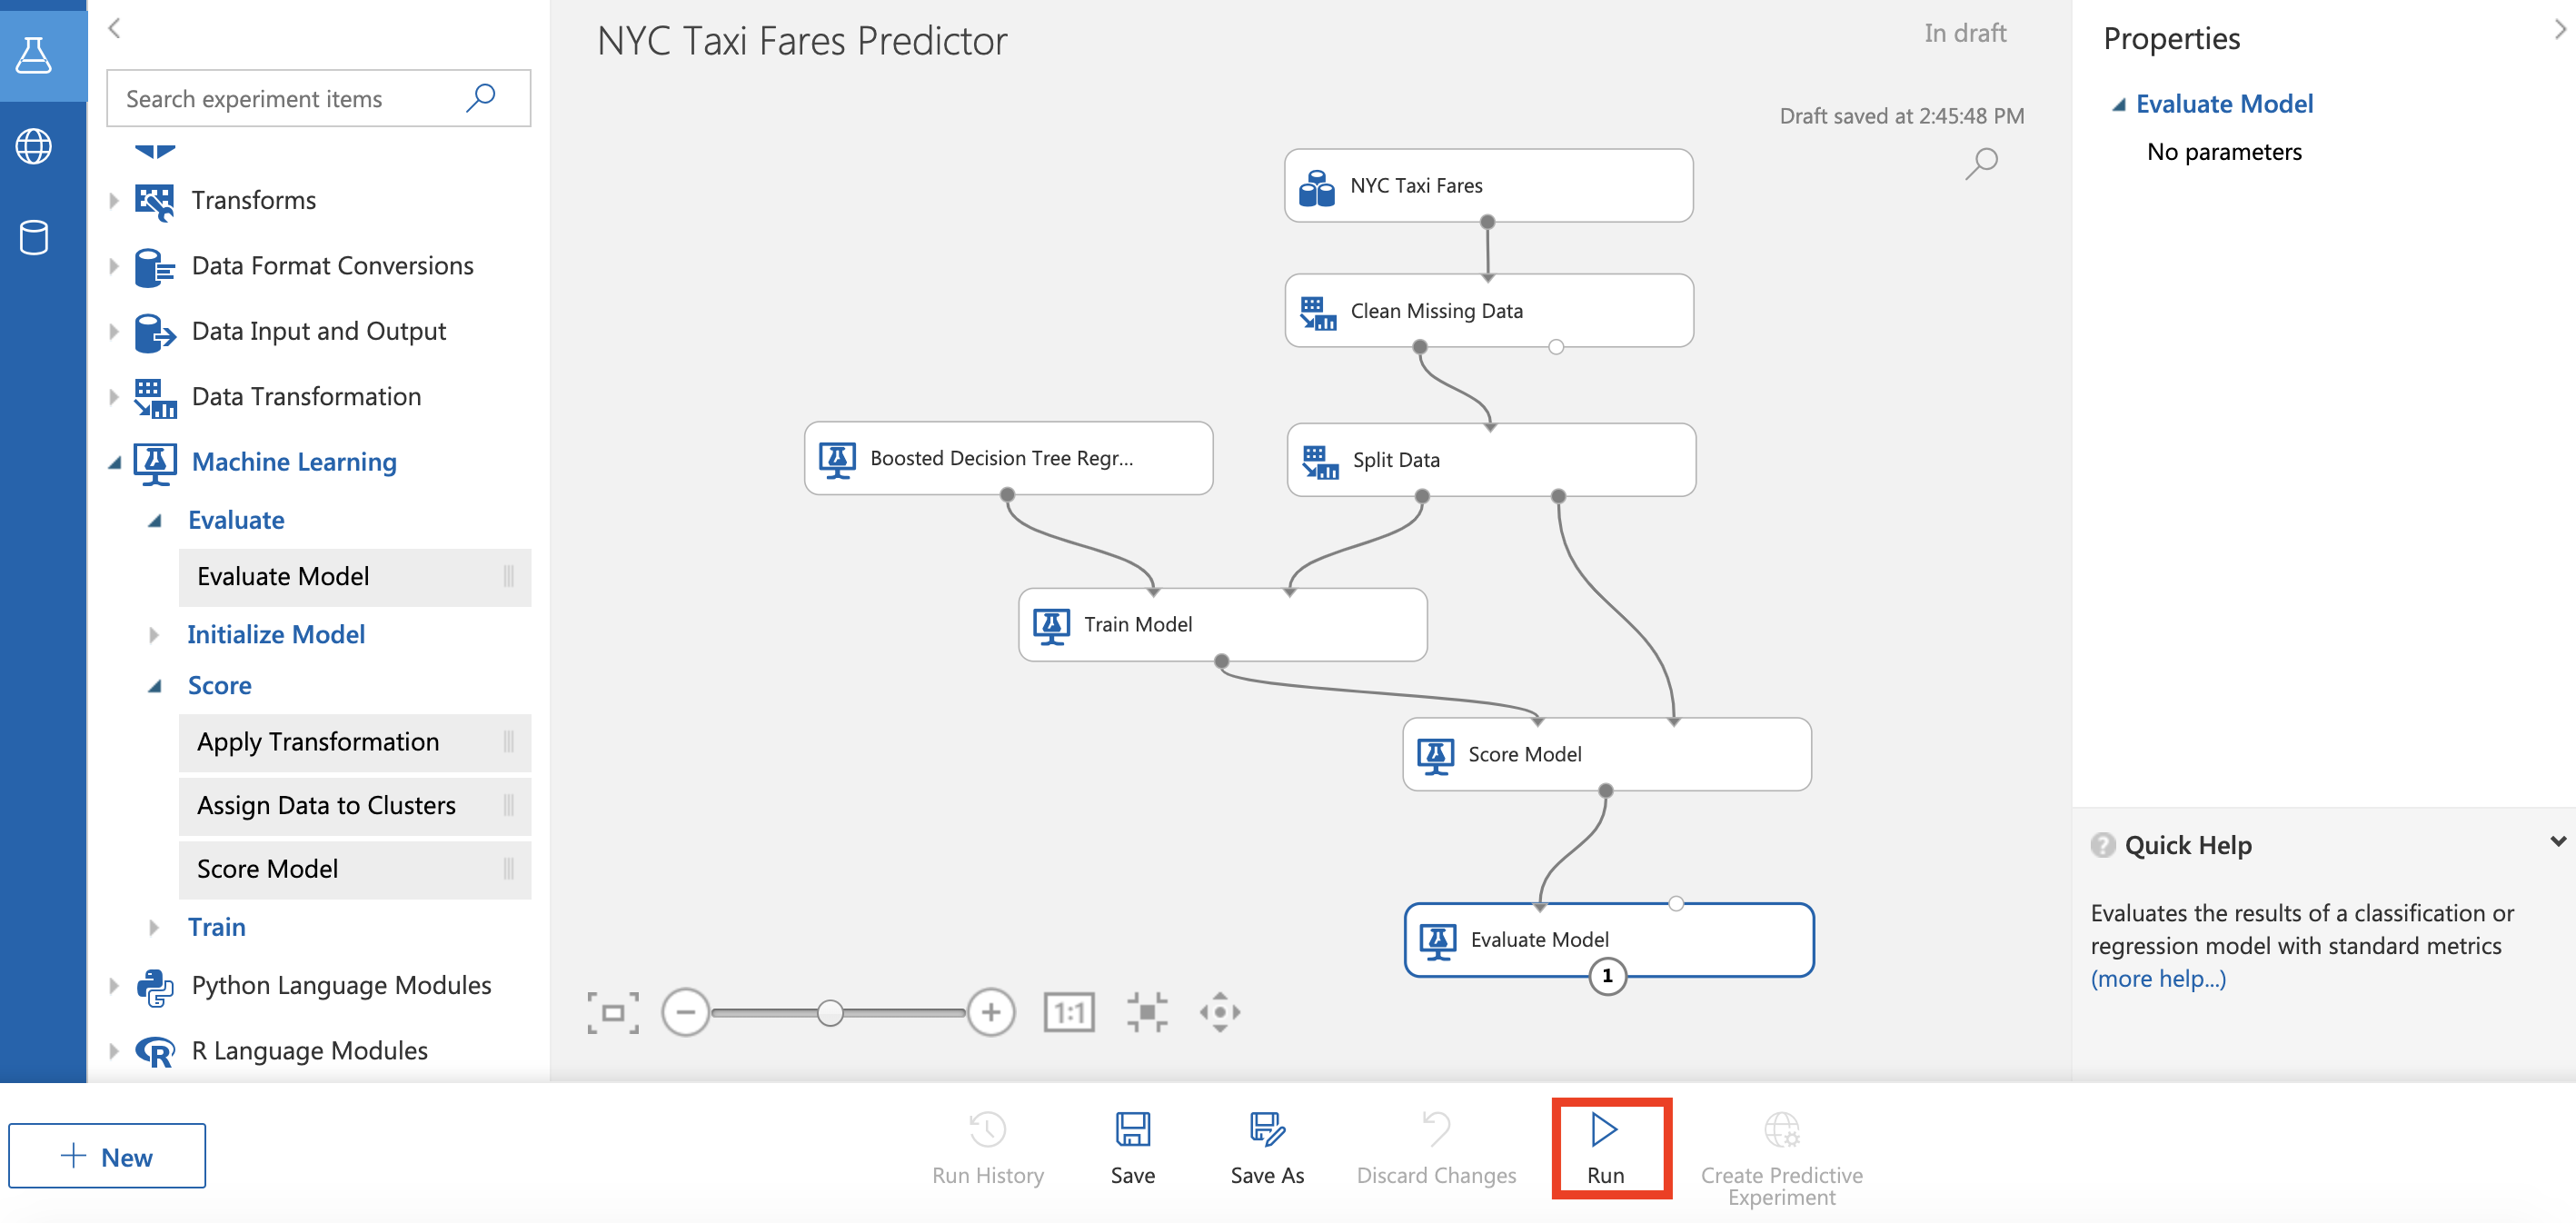 NYC Taxi Fares Predictor
In draft
Properties
Search experiment items
Evaluate Model
Draft saved at 2:45:48 PM
No parameters
Transforms
Data Format Conversions
Data Input and Output
Data Transformation
Machine Learning
Evaluate
Evaluate Model
Initialize Model
Score
Apply Transformation
Assign Data to Clusters
Score Model
Train
Python Language Modules
R Language Modules
NYC Taxi Fares
Clean Missing Data
Boosted Decision Tree Regr...
Split Data
Train Model
Score Model
Evaluate Model
1
1:1
? Quick Help
Evaluates the results of a classification or
regression model with standard metrics
(more help...)
New
Run History
Save
Save As
Discard Changes
Run
Create Predictive
Experiment